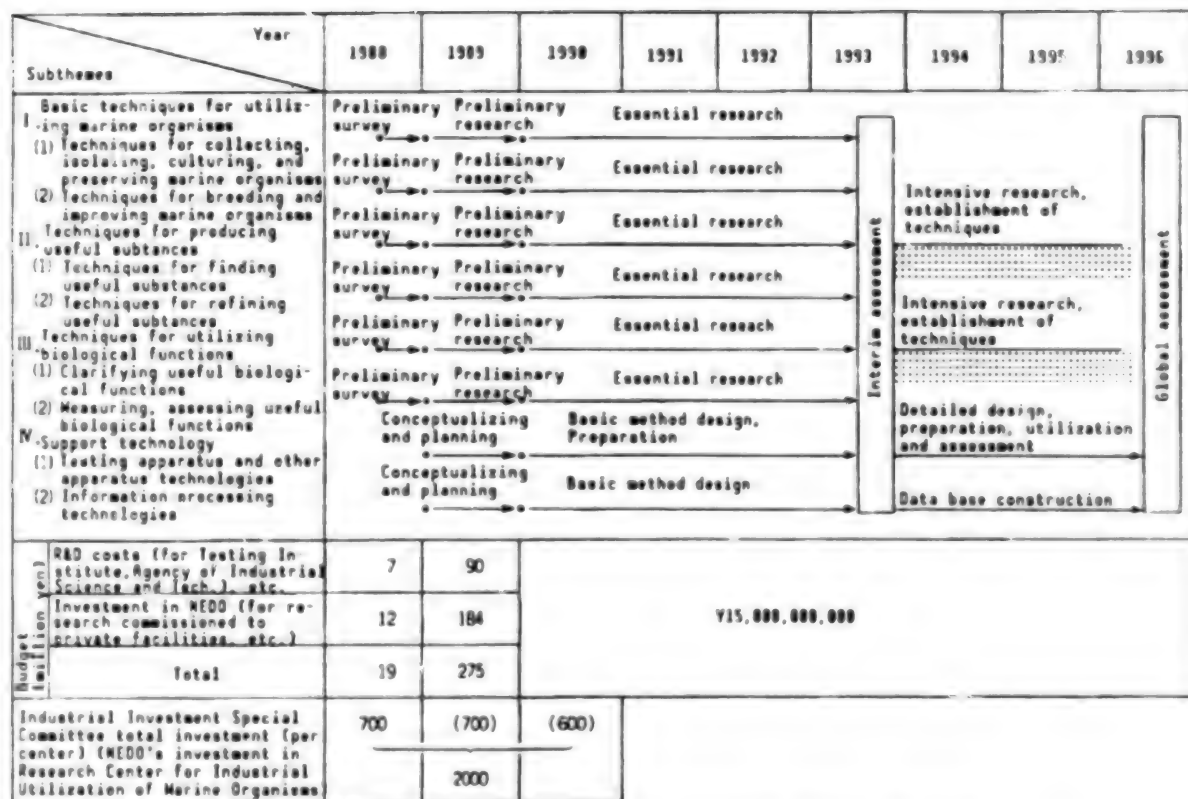 Year
Subthemes
1988 1989 1990 1991 1992 1993 1994 1995 1996
I Basic techniques for utiliz-
ing marine organisms
(1) Techniques for collecting,
isolating, culturing, and
preserving marine organisms
(2) Techniques for breeding and
improving marine organisms
II Techniques for producing
useful subtances
(1) Techniques for finding
useful substances
(2) Techniques for refining
useful subtances
III Techniques for utilizing
biological functions
(1) Clarifying useful biologi-
cal functions
(2) Measuring, assessing useful
biological functions
IV Support technology
(1) Testing apparatus and other
apparatus technologies
(2) Information processing
technologies
Preliminary Preliminary Essential research
survey research
Preliminary Preliminary Essential research
survey research
Preliminary Preliminary Essential research
survey research
Preliminary Preliminary Essential research
survey research
Preliminary Preliminary Essential reseach
survey research
Preliminary Preliminary Essential research
survey research
Conceptualizing Basic method design,
and planning Preparation
Conceptualizing Basic method design
and planning
Interim assessment
Intensive research,
establishment of
techniques
Intensive research,
establishment of
techniques
Detailed design,
preparation, utilization
and assessment
Data base construction
Global assessment
Budget
(million yen)
R&D costs (for Testing In
stitute, Agency of Industrial
Science and Tech.), etc.
7 90
Investment in NEDO (for re-
search commissioned to
private facilities, etc.)
12 184
Total 19 275
¥15,000,000,000
Industrial Investment Special
Committee total investment (per
center) (NEDO's investment in
Research Center for Industrial
Utilization of Marine Organisms
700 (700) (600)
2000